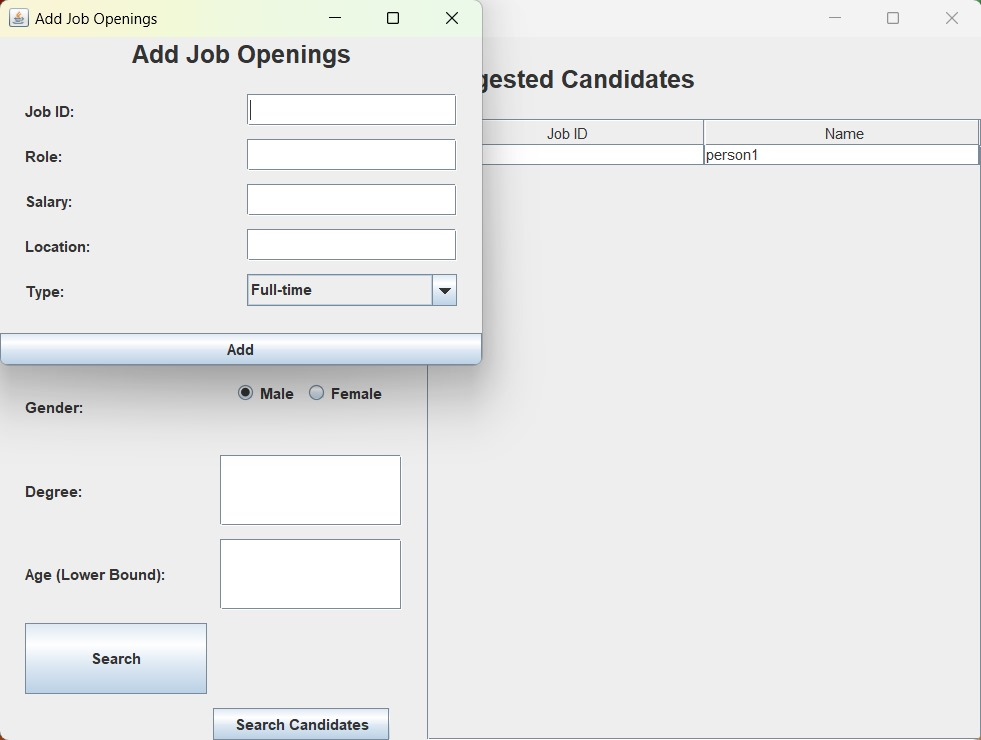 Add Job Openings
Add Job Openings
Job ID:
Role:
Salary:
Location:
Type:
Full-time
Add
gested Candidates
Job ID
Name
person1
Gender:
Male
Female
Degree:
Age (Lower Bound):
Search
Search Candidates